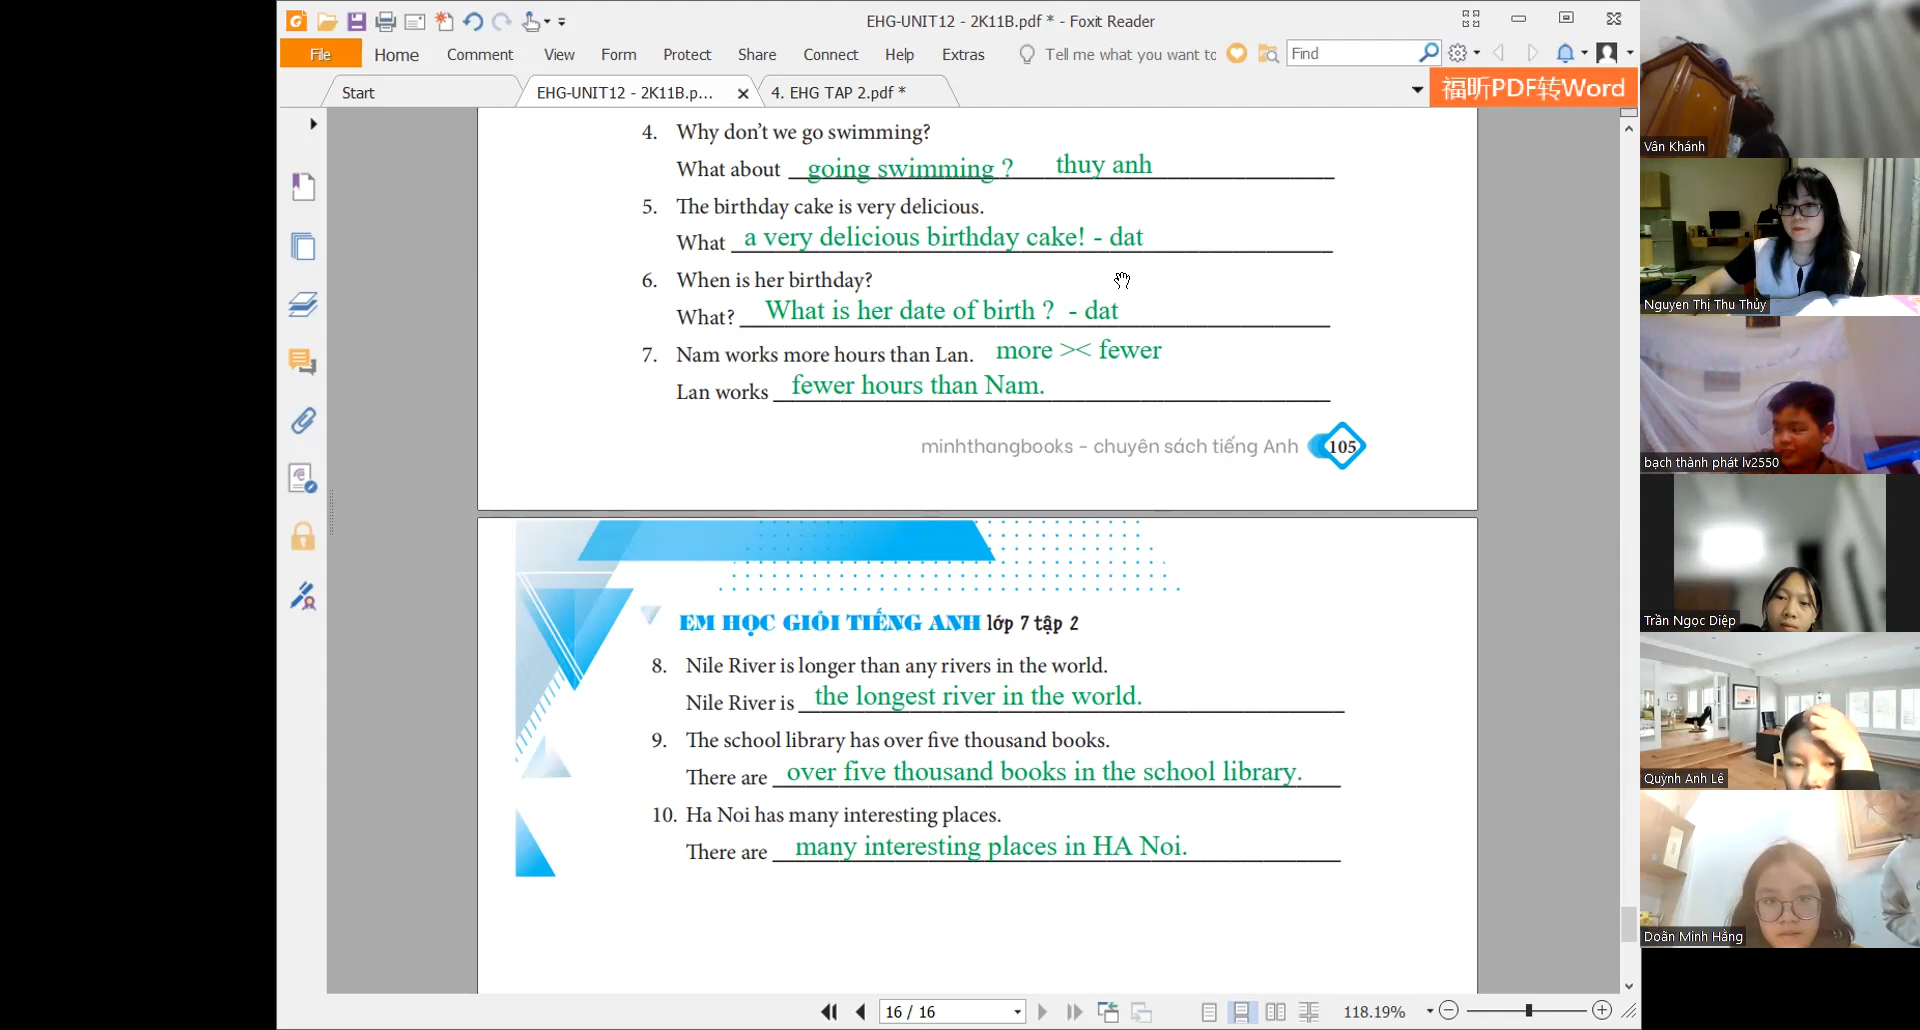 EHG-UNIT12 - 2K11B.pdf * - Foxit Reader
File Home Comment View Form Protect Share Connect Help Extras Tell me what you want to Find
Start EHG-UNIT12 - 2K11B.p... 4. EHG TAP 2.pdf *
福昕PDF转Word
4. Why don't we go swimming?
What about going swimming ? thuy anh
5. The birthday cake is very delicious.
What a very delicious birthday cake! - dat
6. When is her birthday?
What? What is her date of birth ? - dat
7. Nam works more hours than Lan. more >< fewer
Lan works fewer hours than Nam.
minhthangbooks - chuyên sách tiếng Anh 105
EM HỌC GIỎI TIẾNG ANH lớp 7 tập 2
8. Nile River is longer than any rivers in the world.
Nile River is the longest river in the world.
9. The school library has over five thousand books.
There are over five thousand books in the school library.
10. Ha Noi has many interesting places.
There are many interesting places in HA Noi.
16 / 16 118.19%
Vân Khánh
Nguyen Thị Thu Thủy
bạch thành phát lv2550
Trần Ngọc Diệp
Quỳnh Anh Lê
Doãn Minh Hằng